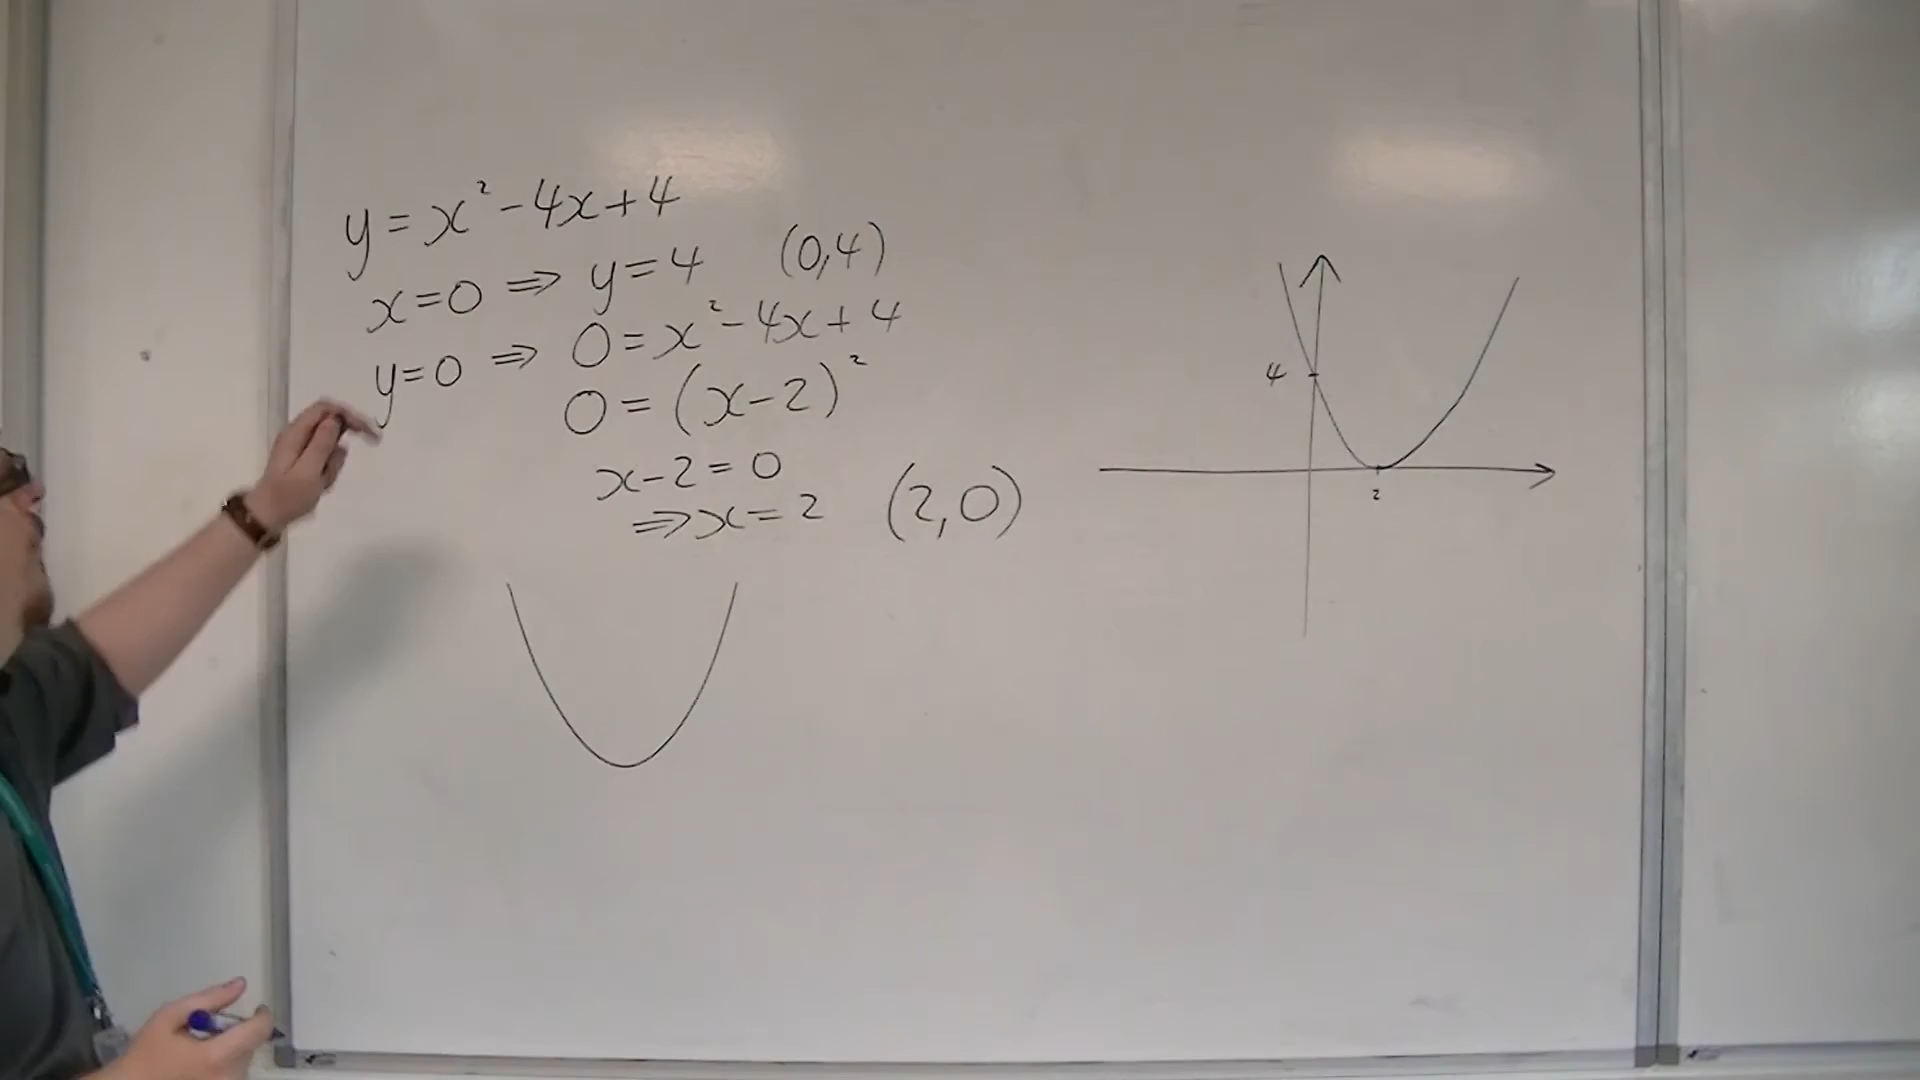 y = x² - 4x + 4
x = 0 ⇒ y = 4 (0,4)
y = 0 ⇒ 0 = x² - 4x + 4
0 = (x - 2)²
x - 2 = 0
⇒ x = 2 (2,0)
4
2